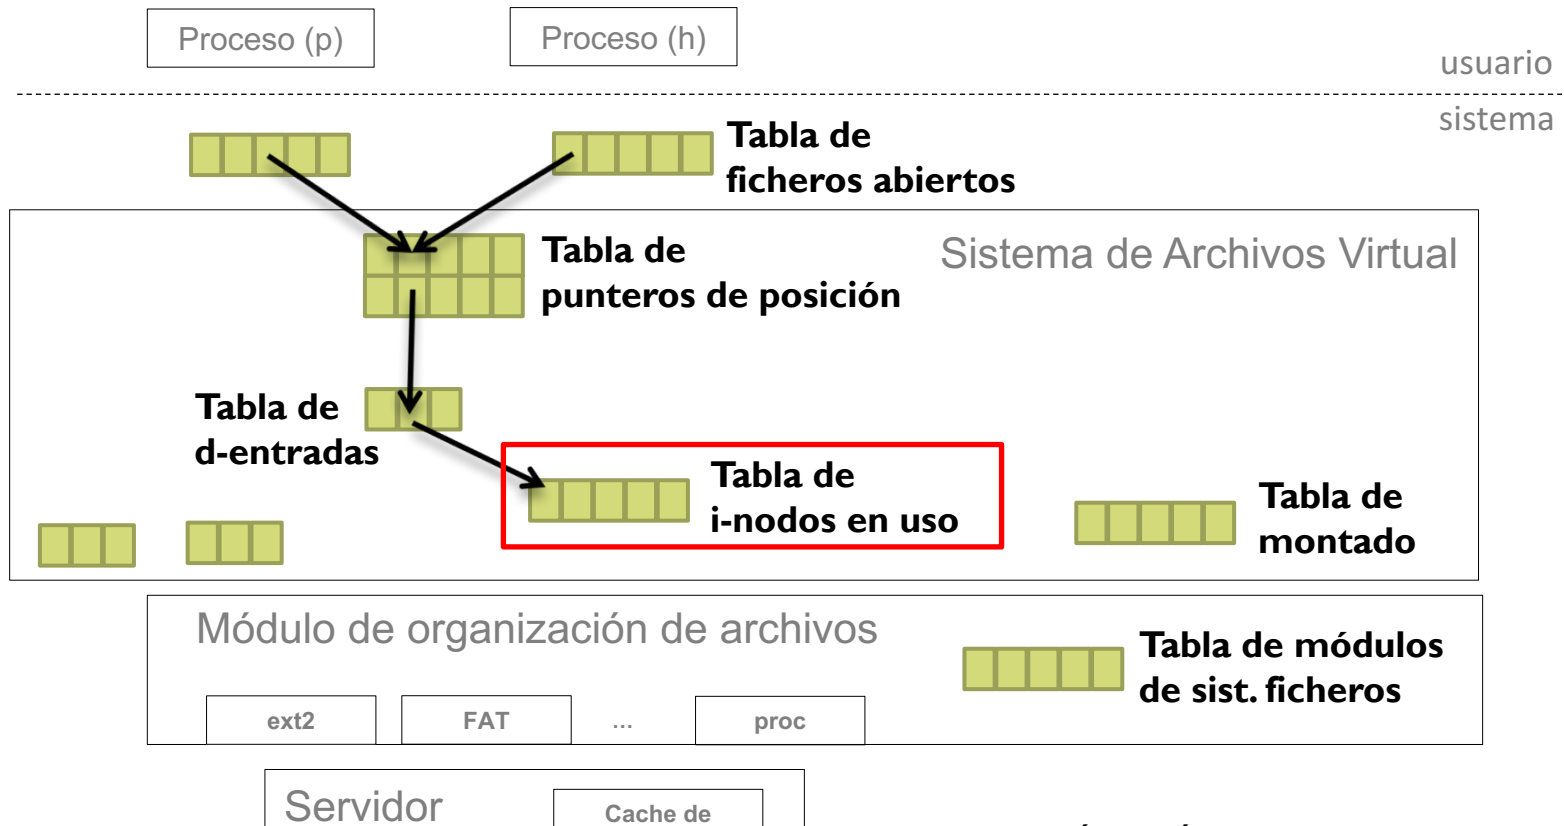 Proceso (p)
Proceso (h)
usuario
sistema
Tabla de
ficheros abiertos
Sistema de Archivos Virtual
Tabla de
punteros de posición
Tabla de
d-entradas
Tabla de
i-nodos en uso
Tabla de
montado
Módulo de organización de archivos
Tabla de módulos
de sist. ficheros
ext2
FAT
...
proc
Servidor
Cache de